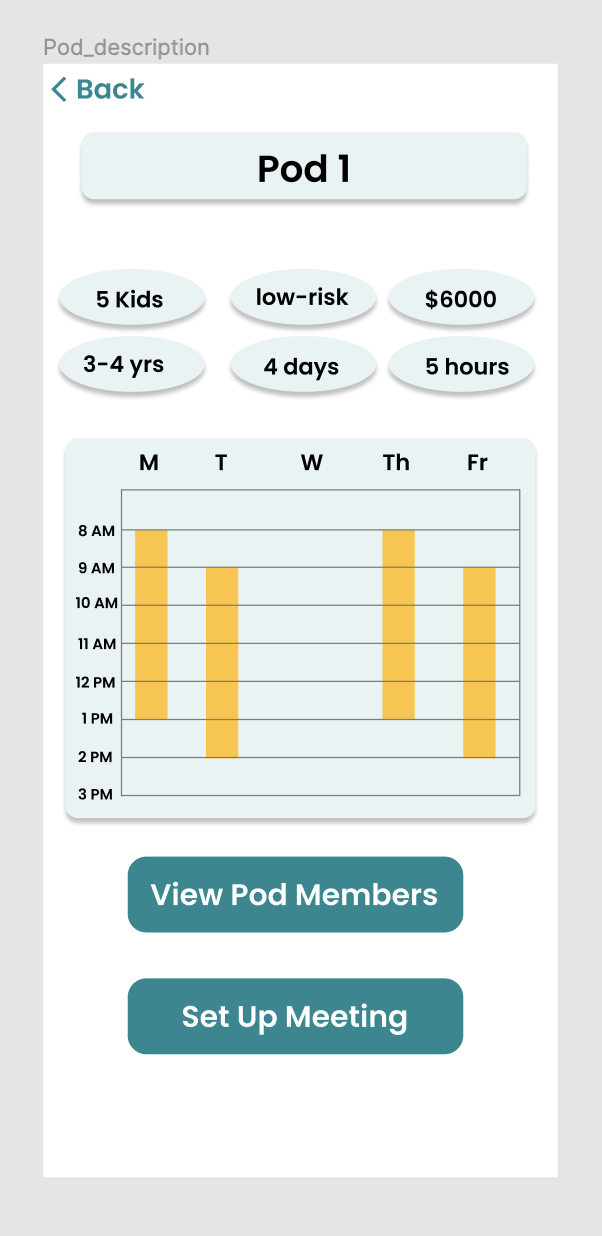 Pod_description
Back
Pod 1
5 Kids low-risk $6000
3-4 yrs 4 days 5 hours
M T W Th Fr
8 AM
9 AM
10 AM
11 AM
12 PM
1 PM
2 PM
3 PM
View Pod Members
Set Up Meeting